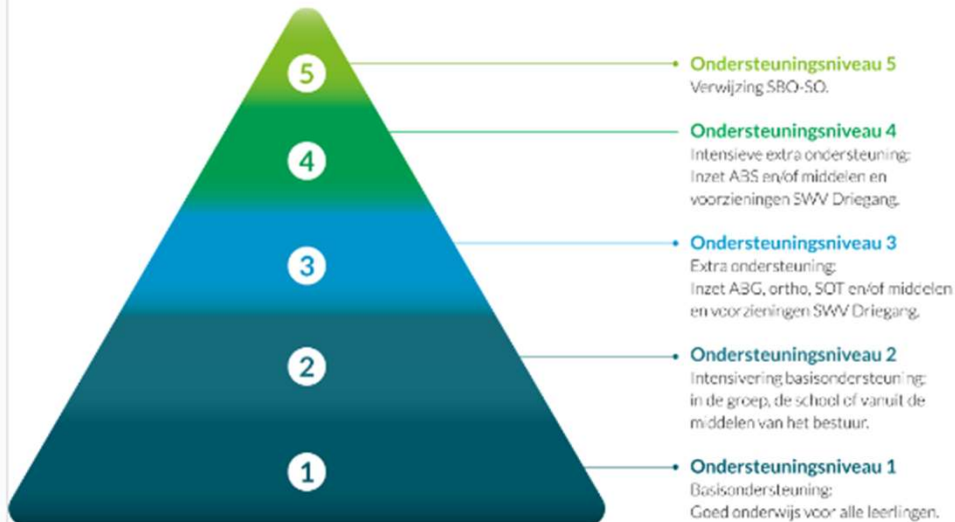 5
Ondersteuningsniveau 5
Verwijzing SBO-SO.
4
Ondersteuningsniveau 4
Intensieve extra ondersteuning:
Inzet ABS en/of middelen en
voorzieningen SWV Driegang.
3
Ondersteuningsniveau 3
Extra ondersteuning:
Inzet ABG, ortho, SOT en/of middelen
en voorzieningen SWV Driegang.
2
Ondersteuningsniveau 2
Intensivering basisondersteuning:
in de groep, de school of vanuit de
middelen van het bestuur.
1
Ondersteuningsniveau 1
Basisondersteuning:
Goed onderwijs voor alle leerlingen.